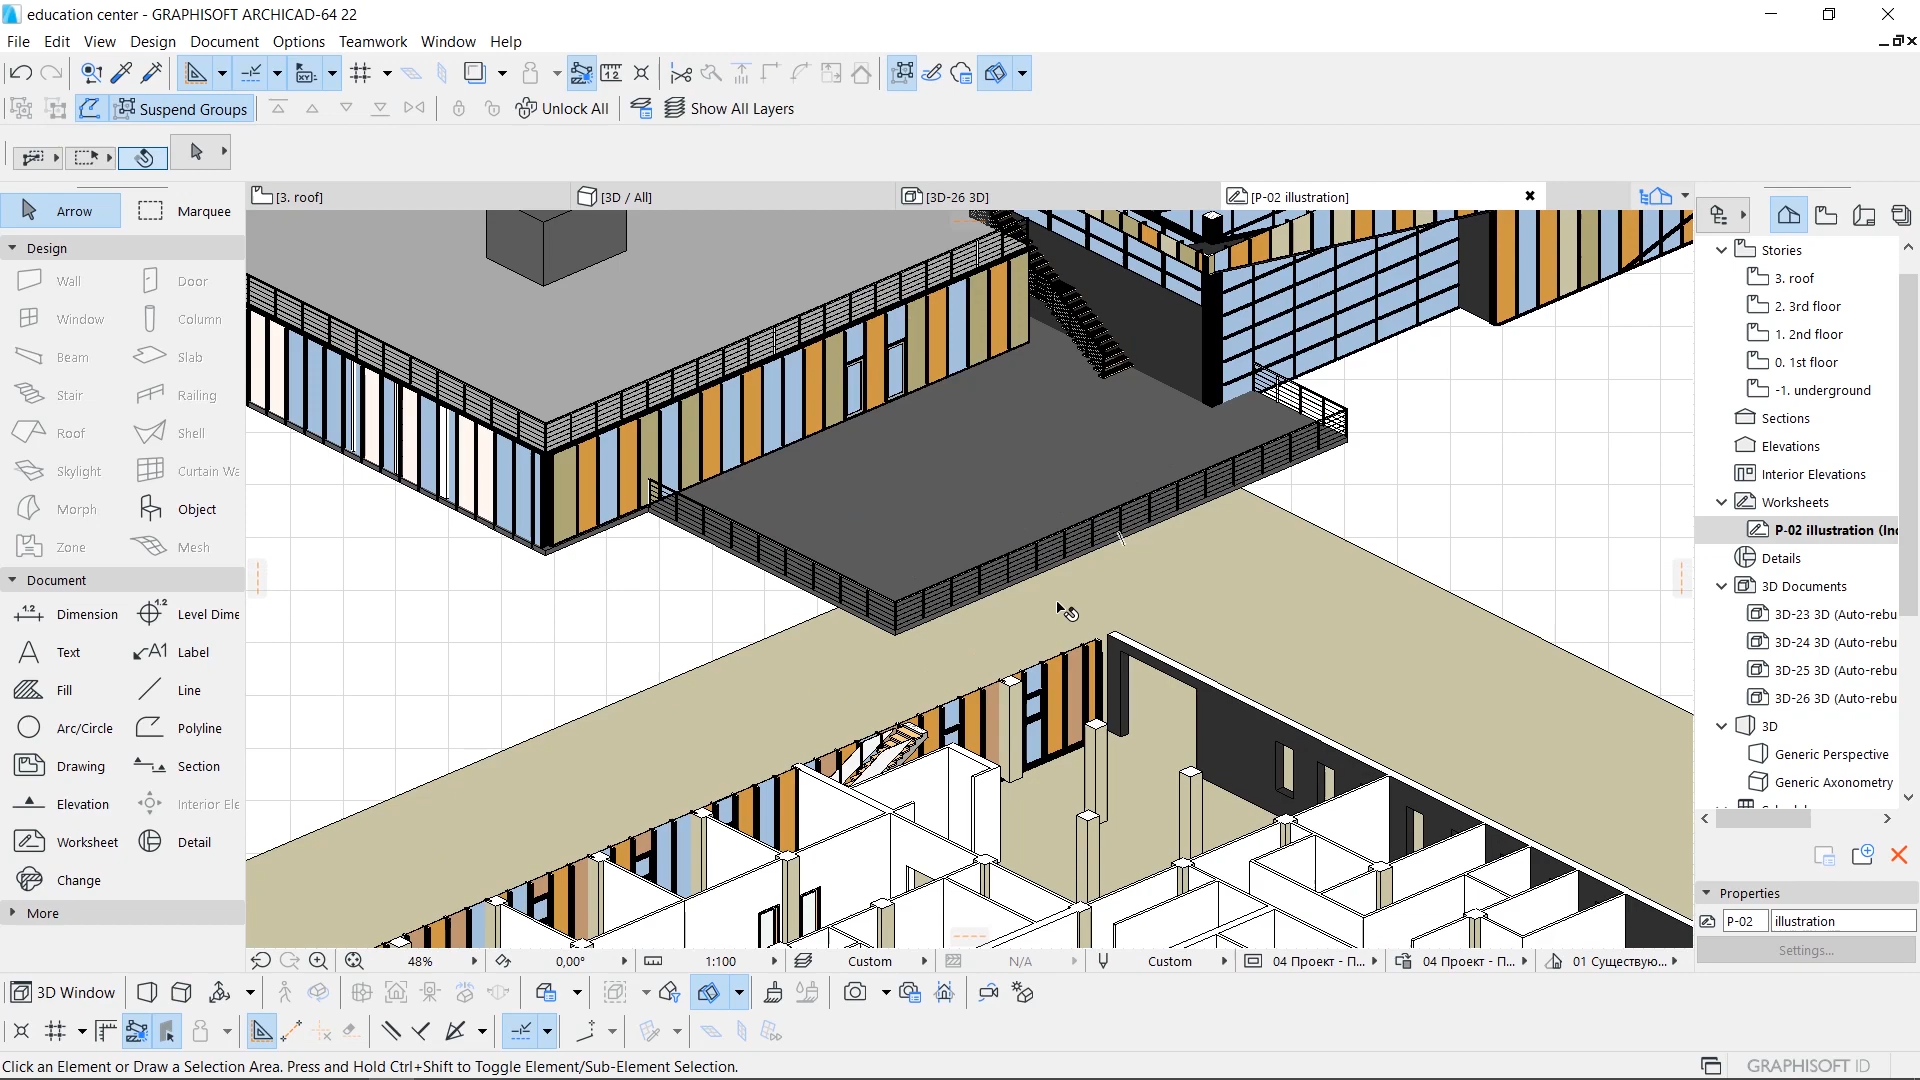 education center - GRAPHISOFT ARCHICAD-64 22
File Edit View Design Document Options Teamwork Window Help
Suspend Groups Unlock All Show All Layers
[3. roof] [3D / All] [3D-26 3D] [P-02 illustration]
Arrow Marquee
Design
Wall Door
Window Column
Beam Slab
Stair Railing
Roof Shell
Skylight Curtain Wa
Morph Object
Zone Mesh
Document
Dimension Level Dime
Text Label
Fill Line
Arc/Circle Polyline
Drawing Section
Elevation Interior Ele
Worksheet Detail
Change
More
Stories
3. roof
2. 3rd floor
1. 2nd floor
0. 1st floor
-1. underground
Sections
Elevations
Interior Elevations
Worksheets
P-02 illustration (Ind
Details
3D Documents
3D-23 3D (Auto-rebu
3D-24 3D (Auto-rebu
3D-25 3D (Auto-rebu
3D-26 3D (Auto-rebu
3D
Generic Perspective
Generic Axonometry
Properties
P-02 illustration
Settings...
48% 0,00° 1:100 Custom N/A Custom 04 Проект - П... 04 Проект - П... 01 Существую...
3D Window
Click an Element or Draw a Selection Area. Press and Hold Ctrl+Shift to Toggle Element/Sub-Element Selection.
GRAPHISOFT ID